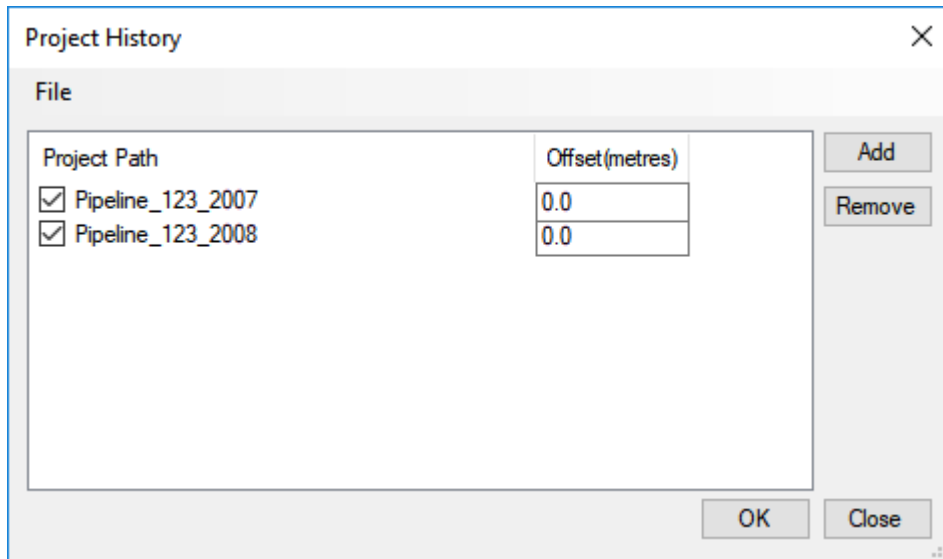 Project History
File
Project Path Offset(metres)
Pipeline_123_2007 0.0
Pipeline_123_2008 0.0
Add
Remove
OK Close